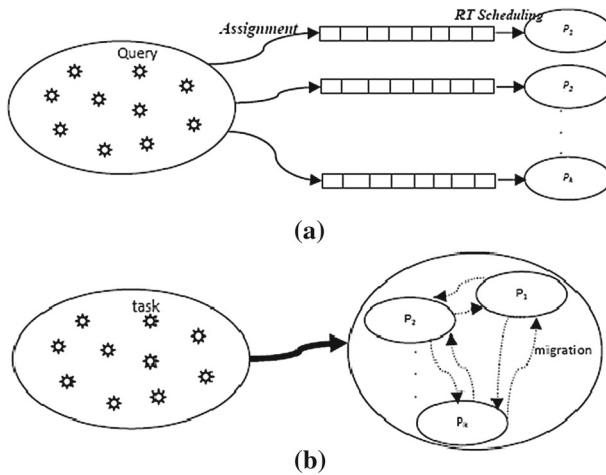 Query
Assignment
RT Scheduling
P₁
P₂
Pₖ
(a)
task
P₁
P₂
migration
Pₖ
(b)